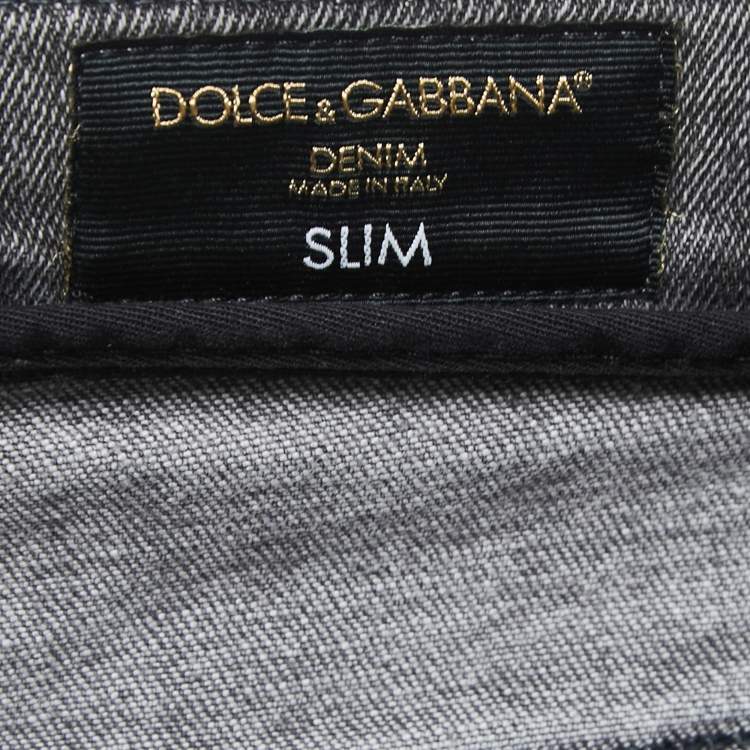 DOLCE & GABBANA®
DENIM
MADE IN ITALY
SLIM